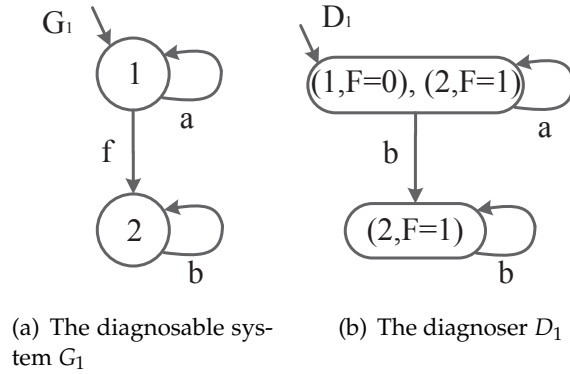 G₁
1
a
f
2
b
(a) The diagnosable sys-
tem G₁
D₁
(1,F=0), (2,F=1)
a
b
(2,F=1)
b
(b) The diagnoser D₁